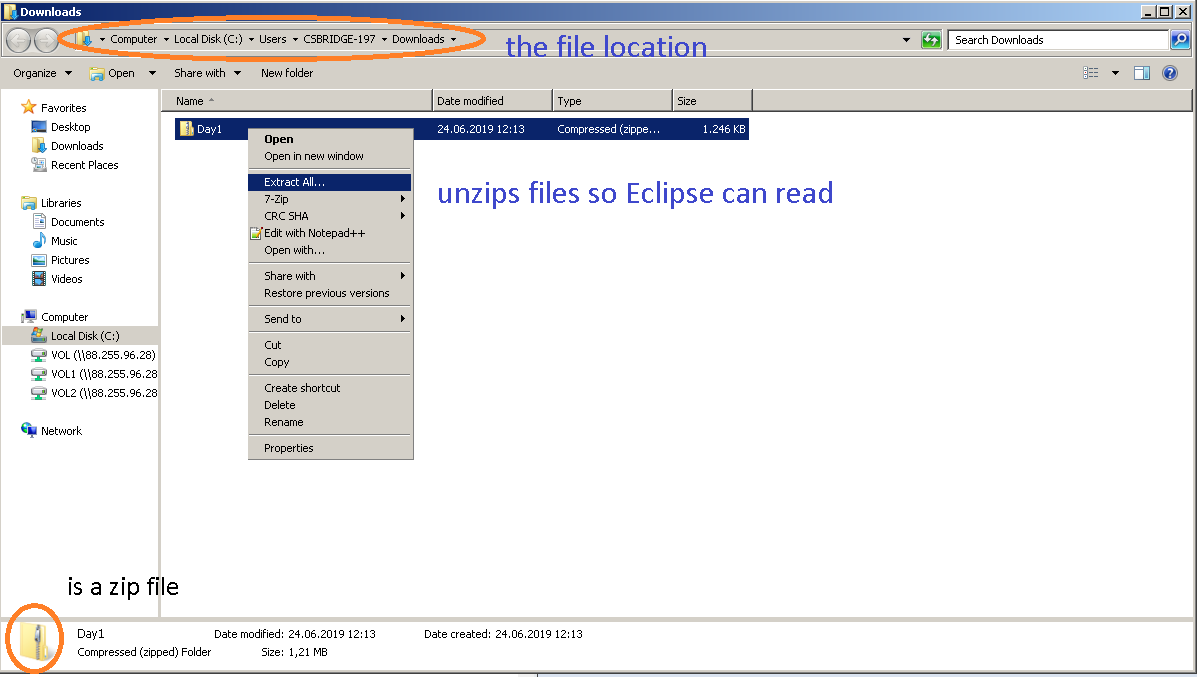 Downloads
Computer Local Disk (C:) Users CSBRIDGE-197 Downloads
the file location
Search Downloads
Organize Open Share with New folder
Favorites
Desktop
Downloads
Recent Places
Libraries
Documents
Music
Pictures
Videos
Computer
Local Disk (C:)
VOL (\\88.255.96.28)
VOL1 (\\88.255.96.28
VOL2 (\\88.255.96.28
Network
Name Date modified Type Size
Day1 24.06.2019 12:13 Compressed (zippe... 1.246 KB
Open
Open in new window
Extract All...
7-Zip
CRC SHA
Edit with Notepad++
Open with...
Share with
Restore previous versions
Send to
Cut
Copy
Create shortcut
Delete
Rename
Properties
unzips files so Eclipse can read
is a zip file
Day1 Date modified: 24.06.2019 12:13 Date created: 24.06.2019 12:13
Compressed (zipped) Folder Size: 1,21 MB